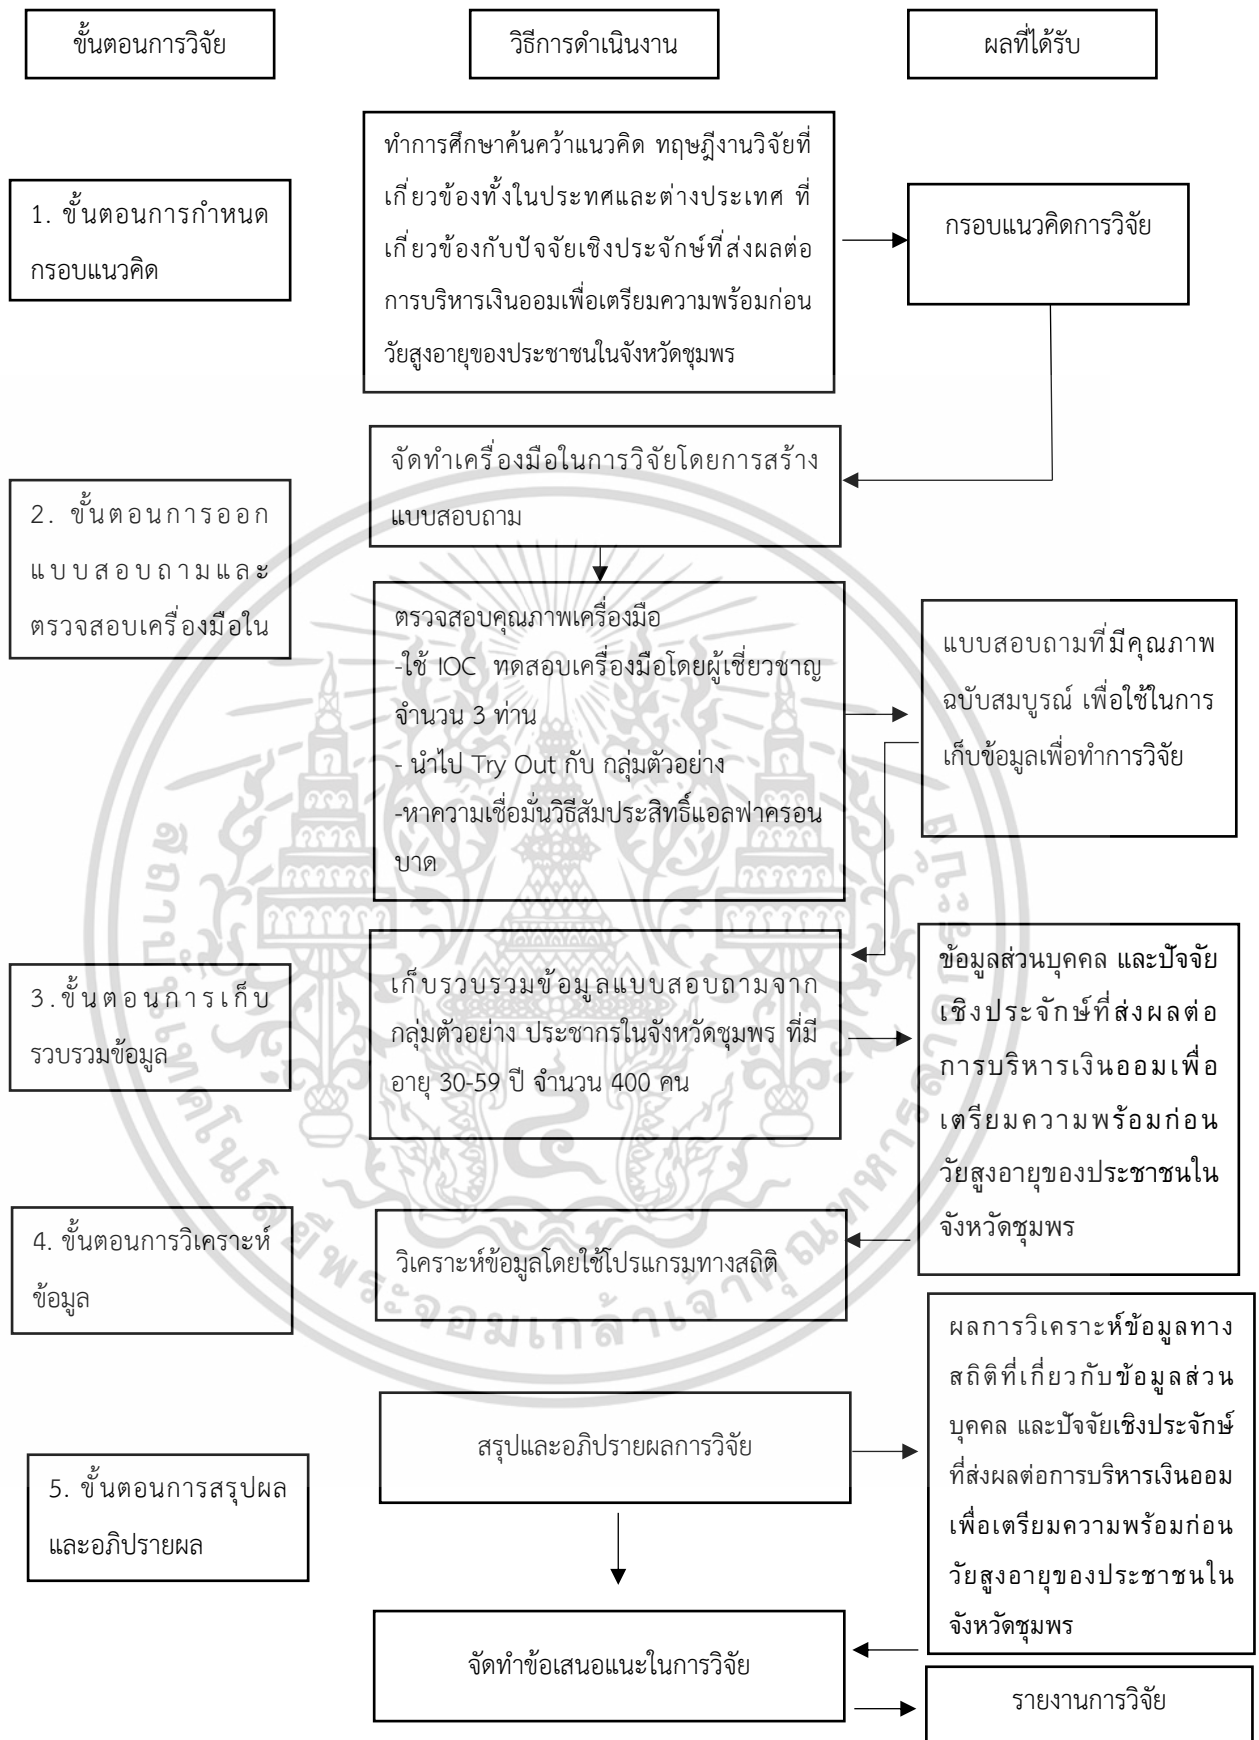 ขั้นตอนการวิจัย
วิธีการดำเนินงาน
ผลที่ได้รับ
1. ขั้นตอนการกำหนด
กรอบแนวคิด
ทำการศึกษาค้นคว้าแนวคิด ทฤษฎีงานวิจัยที่
เกี่ยวข้องทั้งในประทศและต่างประเทศ ที่
เกี่ยวข้องกับปัจจัยเชิงประจักษ์ที่ส่งผลต่อ
การบริหารเงินออมเพื่อเตรียมความพร้อมก่อน
วัยสูงอายุของประชาชนในจังหวัดชุมพร
กรอบแนวคิดการวิจัย
2. ขั้นตอนการออก
แบบสอบถามและ
ตรวจสอบเครื่องมือใน
จัดทำเครื่องมือในการวิจัยโดยการสร้าง
แบบสอบถาม
ตรวจสอบคุณภาพเครื่องมือ
-ใช้ IOC ทดสอบเครื่องมือโดยผู้เชี่ยวชาญ
จำนวน 3 ท่าน
- นำไป Try Out กับ กลุ่มตัวอย่าง
-หาความเชื่อมั่นวิธีสัมประสิทธิ์แอลฟาครอน
บาด
แบบสอบถามที่มีคุณภาพ
ฉบับสมบูรณ์ เพื่อใช้ในการ
เก็บข้อมูลเพื่อทำการวิจัย
3.ขั้นตอนการเก็บ
รวบรวมข้อมูล
เก็บรวบรวมข้อมูลแบบสอบถามจาก
กลุ่มตัวอย่าง ประชากรในจังหวัดชุมพร ที่มี
อายุ 30-59 ปี จำนวน 400 คน
ข้อมูลส่วนบุคคล และปัจจัย
เชิงประจักษ์ที่ส่งผลต่อ
การบริหารเงินออมเพื่อ
เตรียมความพร้อมก่อน
วัยสูงอายุของประชาชนใน
จังหวัดชุมพร
4. ขั้นตอนการวิเคราะห์
ข้อมูล
วิเคราะห์ข้อมูลโดยใช้โปรแกรมทางสถิติ
5. ขั้นตอนการสรุปผล
และอภิปรายผล
สรุปและอภิปรายผลการวิจัย
ผลการวิเคราะห์ข้อมูลทาง
สถิติที่เกี่ยวกับข้อมูลส่วน
บุคคล และปัจจัยเชิงประจักษ์
ที่ส่งผลต่อการบริหารเงินออม
เพื่อเตรียมความพร้อมก่อน
วัยสูงอายุของประชาชนใน
จังหวัดชุมพร
จัดทำข้อเสนอแนะในการวิจัย
รายงานการวิจัย
สถาบันเทคโนโลยีพระจอมเกล้าเจ้าคุณทหารลาดกระบัง